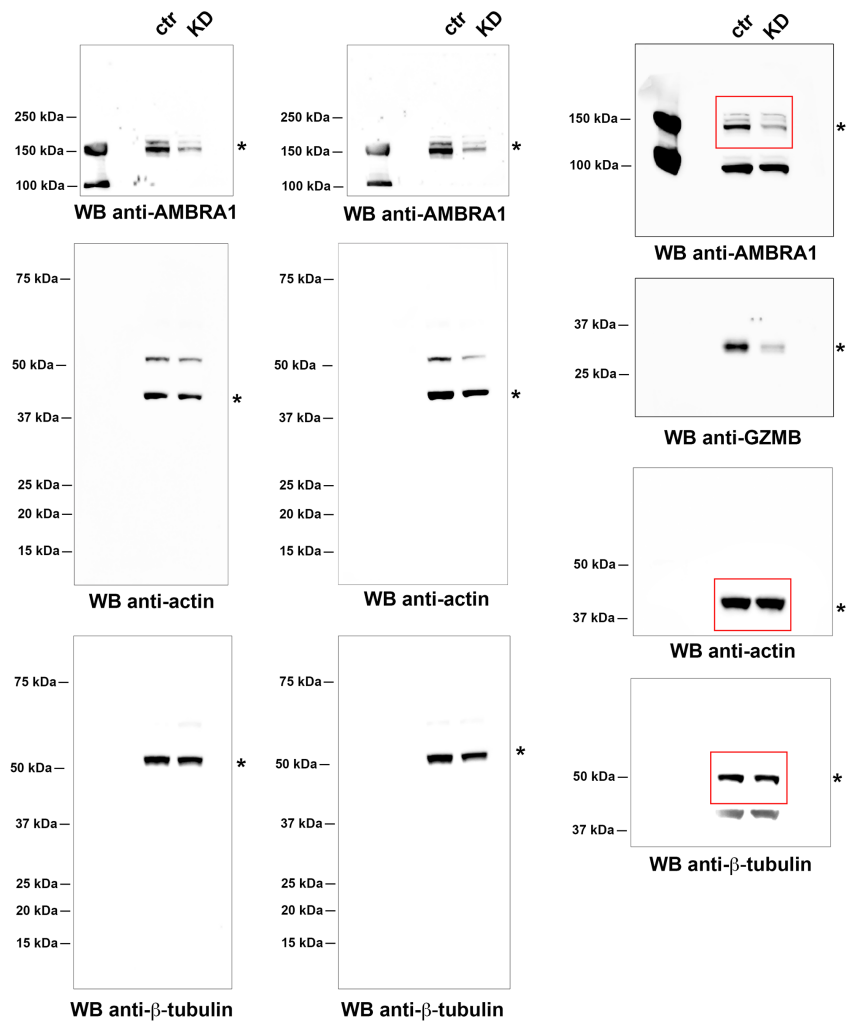 ctr KD
250 kDa
150 kDa
*
100 kDa
WB anti-AMBRA1
75 kDa
50 kDa
*
37 kDa
25 kDa
20 kDa
15 kDa
WB anti-actin
75 kDa
50 kDa
*
37 kDa
25 kDa
20 kDa
15 kDa
WB anti-β-tubulin
ctr KD
250 kDa
150 kDa
*
100 kDa
WB anti-AMBRA1
75 kDa
50 kDa
*
37 kDa
25 kDa
20 kDa
15 kDa
WB anti-actin
75 kDa
*
50 kDa
37 kDa
25 kDa
20 kDa
15 kDa
WB anti-β-tubulin
ctr KD
150 kDa
*
100 kDa
WB anti-AMBRA1
37 kDa
*
25 kDa
WB anti-GZMB
50 kDa
*
37 kDa
WB anti-actin
50 kDa
*
37 kDa
WB anti-β-tubulin